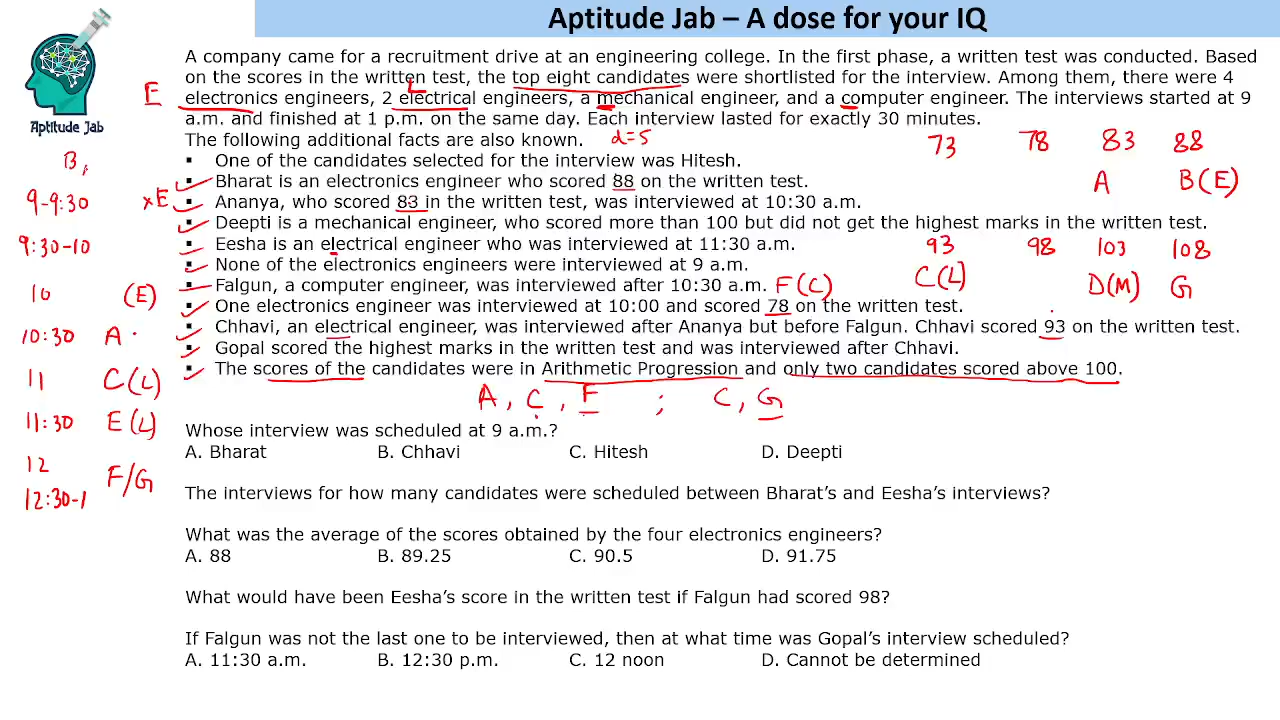 Aptitude Jab – A dose for your IQ
Aptitude Jab
A company came for a recruitment drive at an engineering college. In the first phase, a written test was conducted. Based
on the scores in the written test, the top eight candidates were shortlisted for the interview. Among them, there were 4
electronics engineers, 2 electrical engineers, a mechanical engineer, and a computer engineer. The interviews started at 9
a.m. and finished at 1 p.m. on the same day. Each interview lasted for exactly 30 minutes.
E
L
The following additional facts are also known.
d=5
73 78 83 88
A B(E)
93 98 103 108
C(L) D(M) G
▪ One of the candidates selected for the interview was Hitesh.
▪ Bharat is an electronics engineer who scored 88 on the written test.
▪ Ananya, who scored 83 in the written test, was interviewed at 10:30 a.m.
▪ Deepti is a mechanical engineer, who scored more than 100 but did not get the highest marks in the written test.
▪ Eesha is an electrical engineer who was interviewed at 11:30 a.m.
▪ None of the electronics engineers were interviewed at 9 a.m.
▪ Falgun, a computer engineer, was interviewed after 10:30 a.m.
F(C)
▪ One electronics engineer was interviewed at 10:00 and scored 78 on the written test.
▪ Chhavi, an electrical engineer, was interviewed after Ananya but before Falgun. Chhavi scored 93 on the written test.
▪ Gopal scored the highest marks in the written test and was interviewed after Chhavi.
▪ The scores of the candidates were in Arithmetic Progression and only two candidates scored above 100.
A, C, F ; C, G
B,
9-9:30 xE
9:30-10
10 (E)
10:30 A
11 C(L)
11:30 E(L)
12
F/G
12:30-1
Whose interview was scheduled at 9 a.m.?
A. Bharat B. Chhavi C. Hitesh D. Deepti
The interviews for how many candidates were scheduled between Bharat’s and Eesha’s interviews?
What was the average of the scores obtained by the four electronics engineers?
A. 88 B. 89.25 C. 90.5 D. 91.75
What would have been Eesha’s score in the written test if Falgun had scored 98?
If Falgun was not the last one to be interviewed, then at what time was Gopal’s interview scheduled?
A. 11:30 a.m. B. 12:30 p.m. C. 12 noon D. Cannot be determined